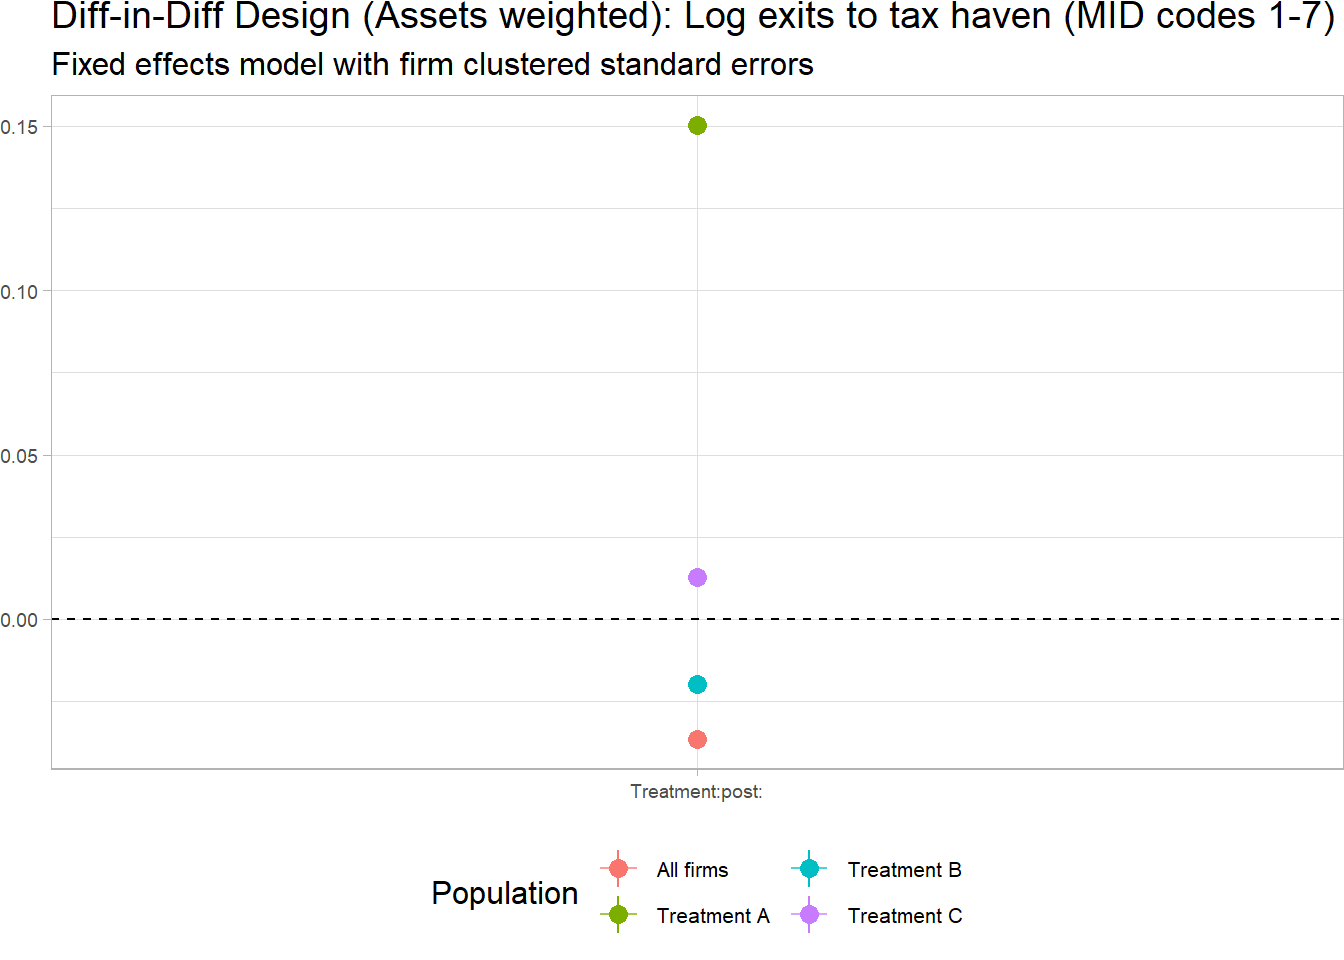 Diff-in-Diff Design (Assets weighted): Log exits to tax haven (MID codes 1-7)
Fixed effects model with firm clustered standard errors
0.15
0.10
0.05
0.00
Treatment:post:
Population
All firms
Treatment B
Treatment A
Treatment C